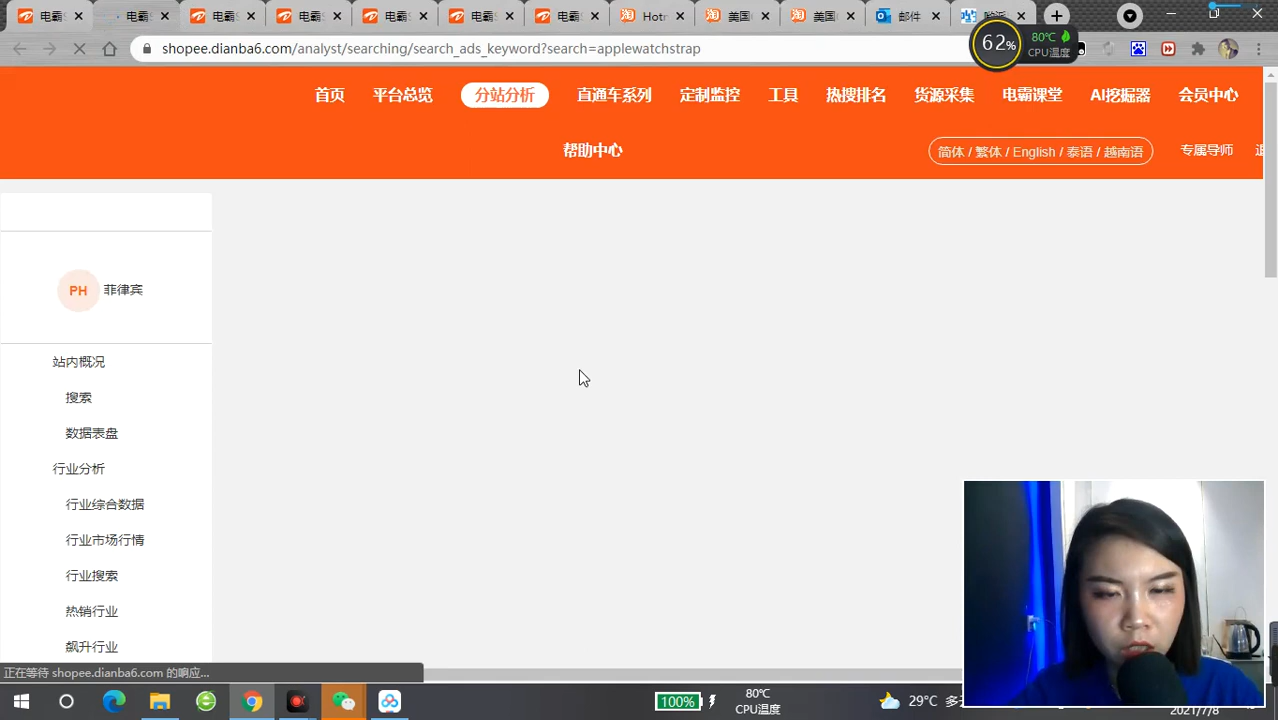 电霸 电霸 电霸 电霸 电霸 电霸 电霸 Hotr 美国 美国 邮件
shopee.dianba6.com/analyst/searching/search_ads_keyword?search=applewatchstrap
62% 80℃ CPU温度
首页 平台总览 分站分析 直通车系列 定制监控 工具 热搜排名 货源采集 电霸课堂 AI挖掘器 会员中心
帮助中心 简体 / 繁体 / English / 泰语 / 越南语 专属导师
PH 菲律宾
站内概况
搜索
数据表盘
行业分析
行业综合数据
行业市场行情
行业搜索
热销行业
飙升行业
正在等待 shopee.dianba6.com 的响应...
100% 80℃ CPU温度 29°C 多
2021/7/8